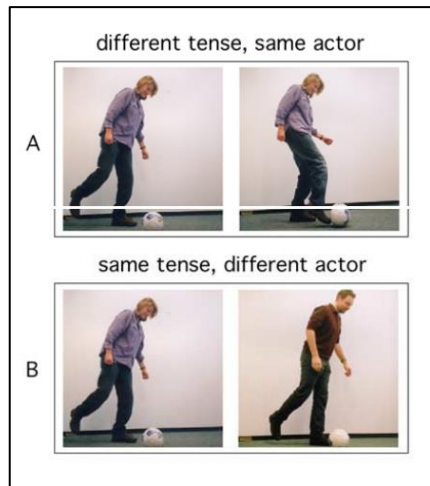 different tense, same actor
A
same tense, different actor
B